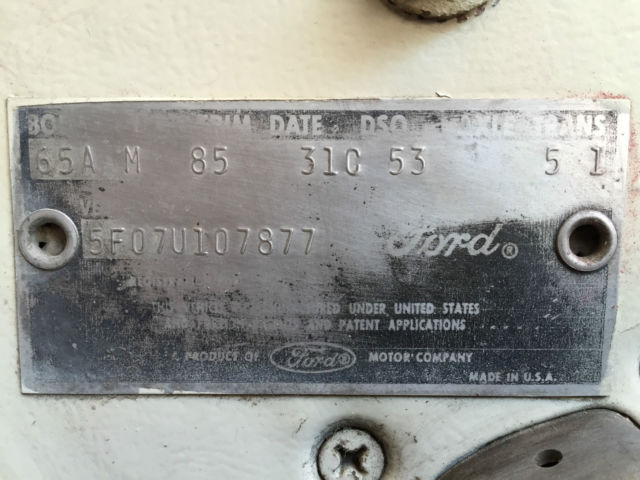 TRIM DATE DSO AXLE TRANS
65A M 85 31C 53 5 1
5F07U107877 Ford®
UNDER UNITED STATES
AND PATENT APPLICATIONS
A PRODUCT OF Ford® MOTOR COMPANY
MADE IN U.S.A.